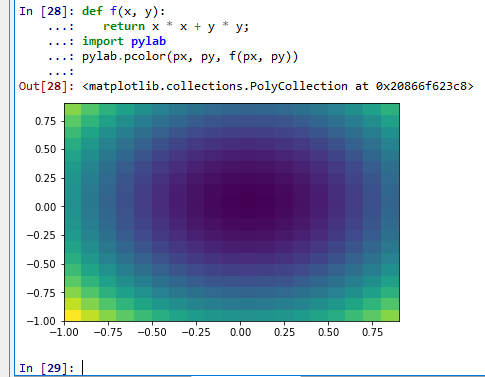 In [28]: def f(x, y):
...: return x * x + y * y;
...: import pylab
...: pylab.pcolor(px, py, f(px, py))
...:
Out[28]: <matplotlib.collections.PolyCollection at 0x20866f623c8>
0.75
0.50
0.25
0.00
−0.25
−0.50
−0.75
−1.00
−1.00 −0.75 −0.50 −0.25 0.00 0.25 0.50 0.75
In [29]: